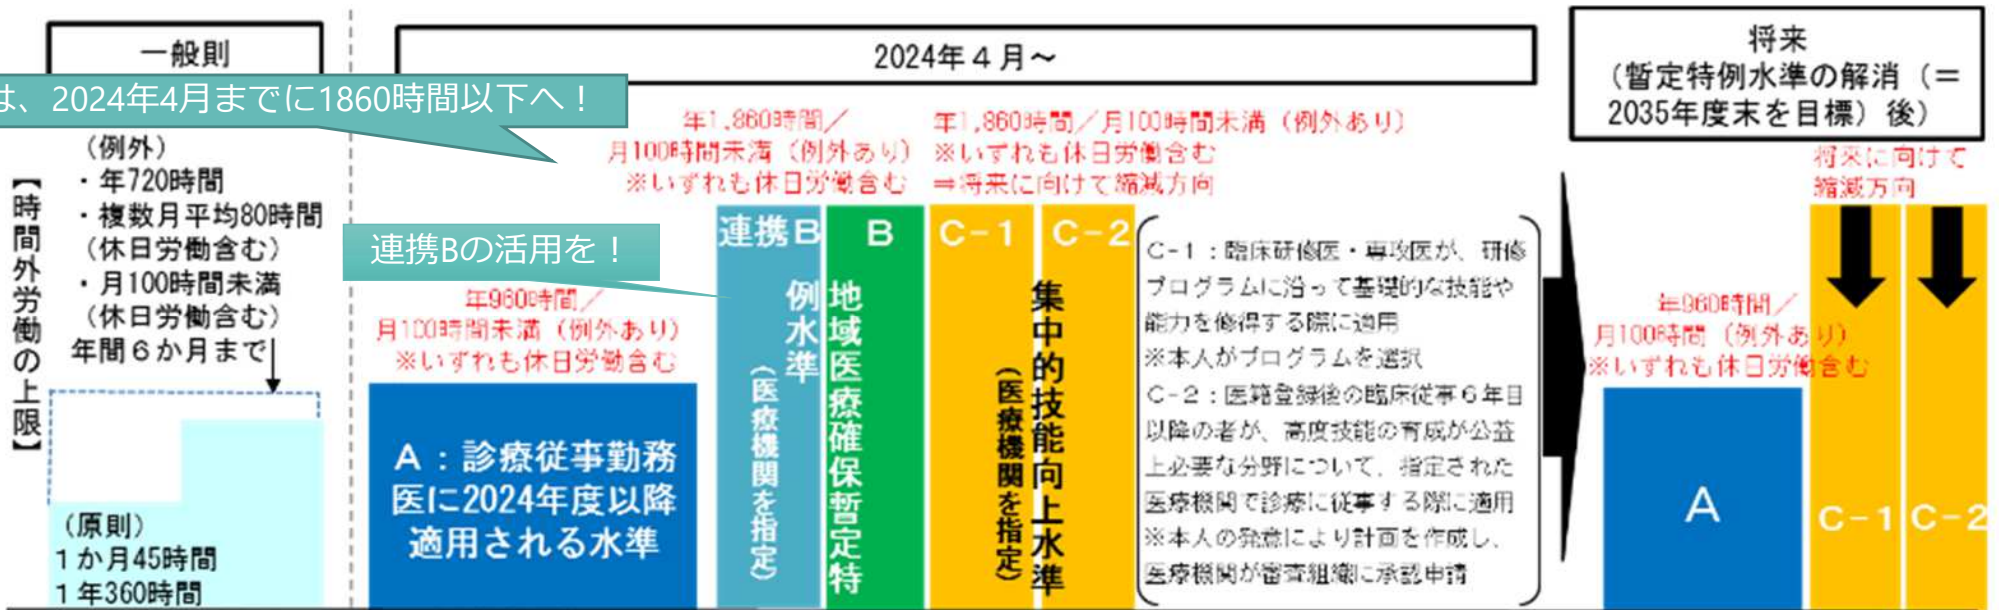 一般則
は、2024年4月までに1860時間以下へ！
（例外）
・年720時間
・複数月平均80時間
（休日労働含む）
・月100時間未満
（休日労働含む）
年間６か月まで
【時間外労働の上限】
（原則）
１か月45時間
１年360時間
2024年４月～
年1,860時間／
月100時間未満（例外あり）
※いずれも休日労働含む
年1,860時間／月100時間未満（例外あり）
※いずれも休日労働含む
⇒将来に向けて縮減方向
連携Bの活用を！
年960時間／
月100時間未満（例外あり）
※いずれも休日労働含む
A：診療従事勤務
医に2024年度以降
適用される水準
連携B
B
地域医療確保暫定特
例水準
（医療機関を指定）
C-1
C-2
集中的技能向上水準
（医療機関を指定）
C-1：臨床研修医・専攻医が、研修
プログラムに沿って基礎的な技能や
能力を修得する際に適用
※本人がプログラムを選択
C-2：医籍登録後の臨床従事６年目
以降の者が、高度技能の育成が公益
上必要な分野について、指定された
医療機関で診療に従事する際に適用
※本人の発意により計画を作成し、
医療機関が審査組織に承認申請
将来
（暫定特例水準の解消（＝
2035年度末を目標）後）
将来に向けて
縮減方向
年960時間／
月100時間（例外あり）
※いずれも休日労働含む
A
C-1
C-2